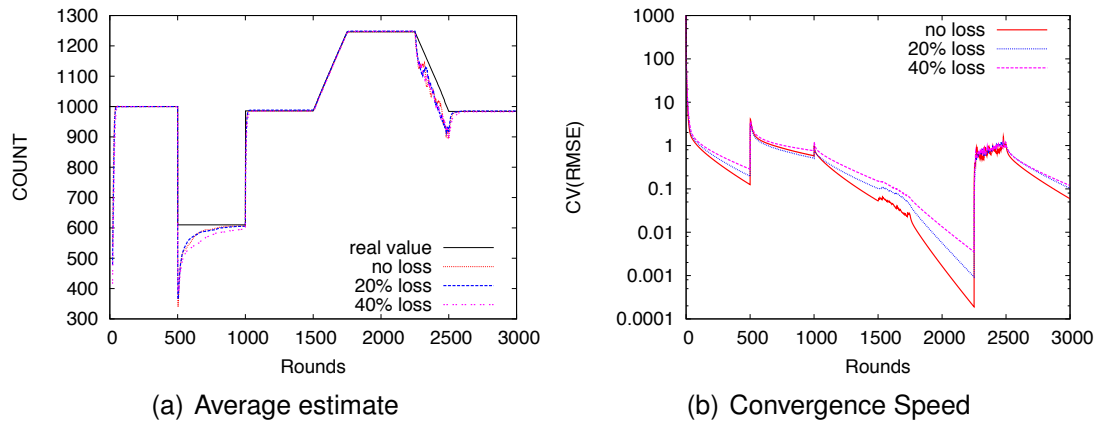 1300
1200
1100
1000
900
800
700
600
500
400
300
COUNT
real value
no loss
20% loss
40% loss
0 500 1000 1500 2000 2500 3000
Rounds
(a) Average estimate
1000
100
10
1
0.1
0.01
0.001
0.0001
CV(RMSE)
no loss
20% loss
40% loss
0 500 1000 1500 2000 2500 3000
Rounds
(b) Convergence Speed